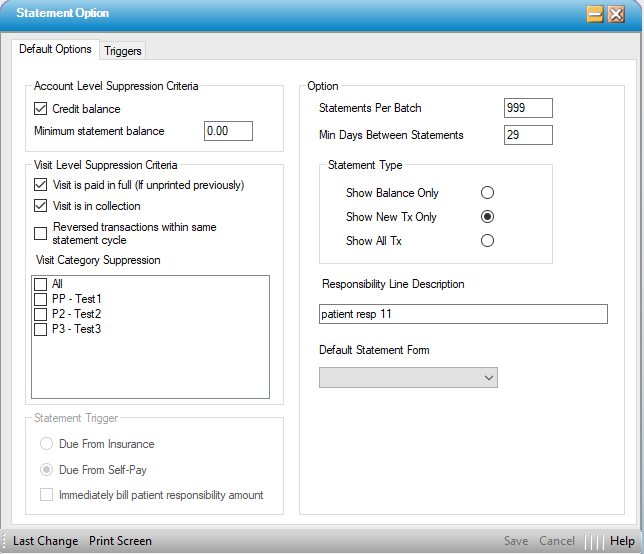 Statement Option
Default Options
Triggers
Account Level Suppression Criteria
Credit balance
Minimum statement balance
0.00
Visit Level Suppression Criteria
Visit is paid in full (If unprinted previously)
Visit is in collection
Reversed transactions within same
statement cycle
Visit Category Suppression
All
PP - Test1
P2 - Test2
P3 - Test3
Statement Trigger
Due From Insurance
Due From Self-Pay
Immediately bill patient responsibility amount
Option
Statements Per Batch
999
Min Days Between Statements
29
Statement Type
Show Balance Only
Show New Tx Only
Show All Tx
Responsibility Line Description
patient resp 11
Default Statement Form
Last Change
Print Screen
Save
Cancel
Help